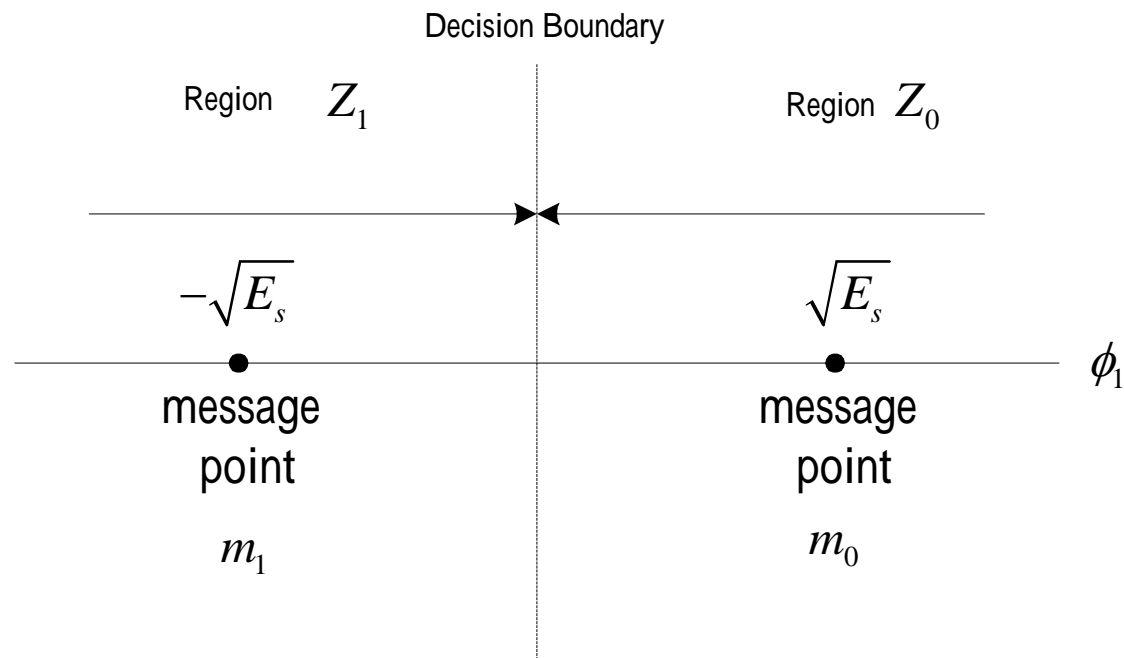 Decision Boundary
Region Z₁
Region Z₀
−√Eₛ
√Eₛ
ϕ₁
message
point
message
point
m₁
m₀